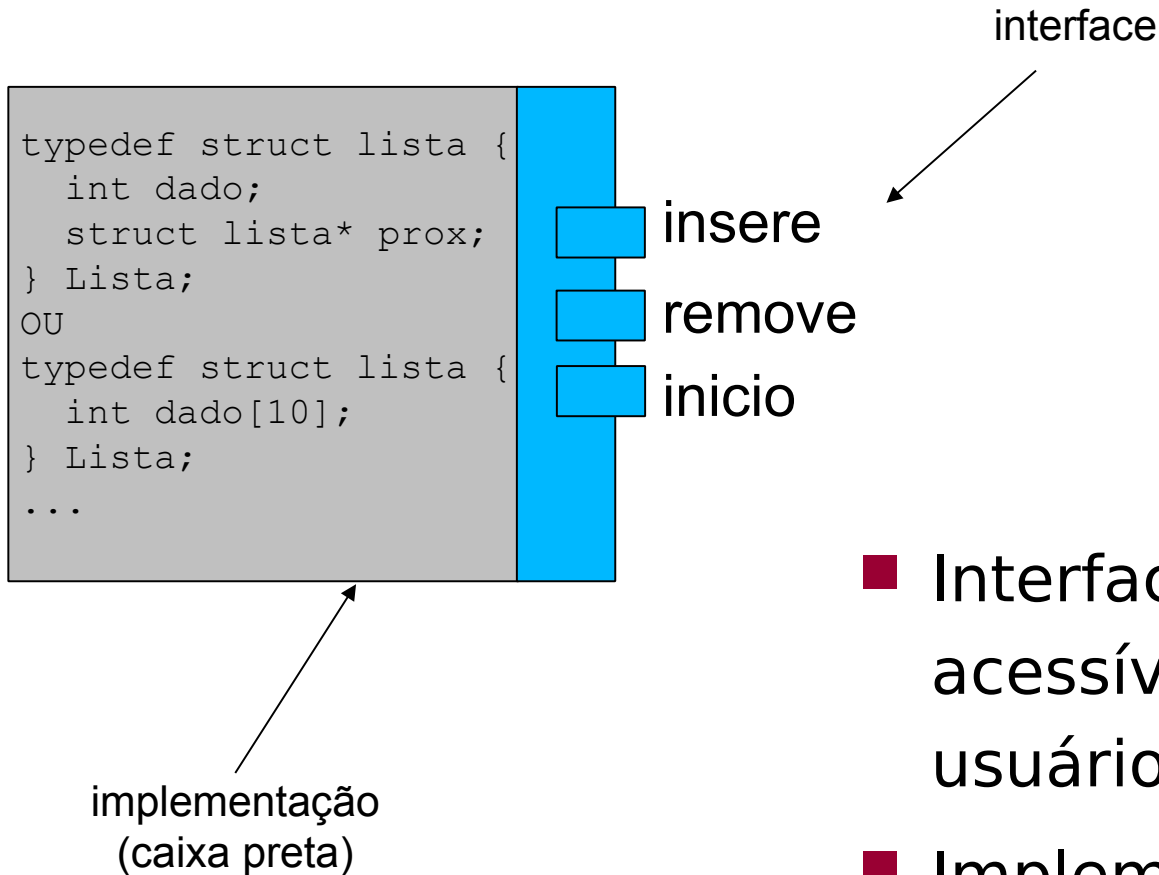 interface
typedef struct lista {
int dado;
struct lista* prox;
} Lista;
OU
typedef struct lista {
int dado[10];
} Lista;
...
insere
remove
inicio
implementação
(caixa preta)
Interfac
acessív
usuário
Implem